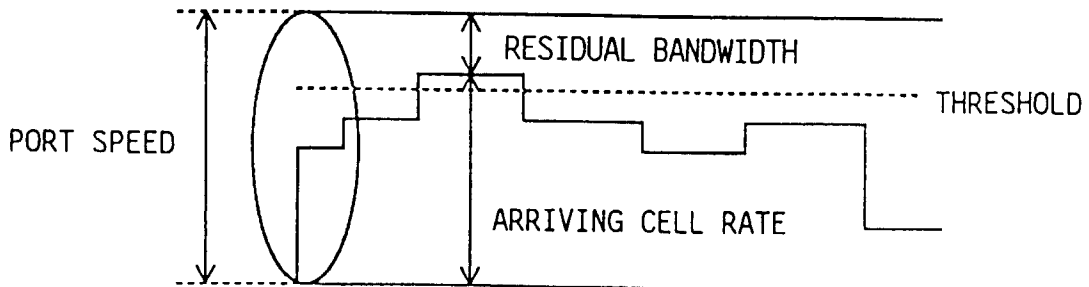 RESIDUAL BANDWIDTH
THRESHOLD
PORT SPEED
ARRIVING CELL RATE